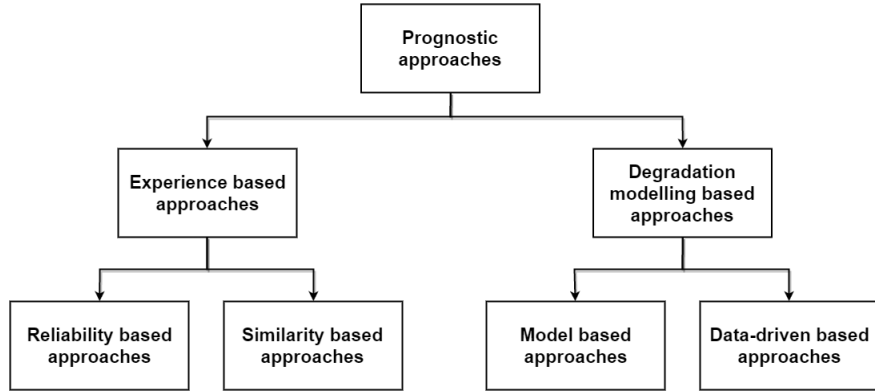 Prognostic
approaches
Experience based
approaches
Degradation
modelling based
approaches
Reliability based
approaches
Similarity based
approaches
Model based
approaches
Data-driven based
approaches